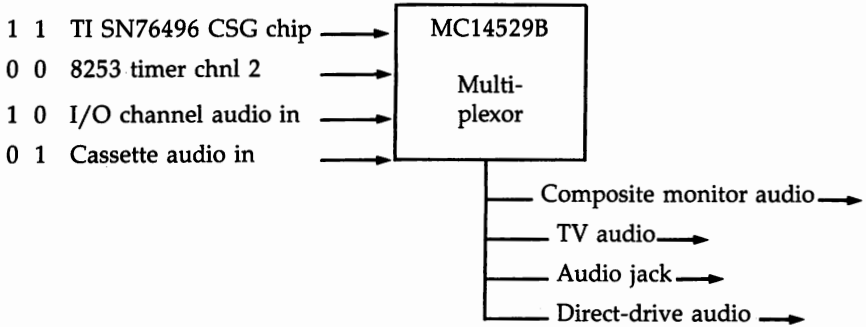 1 1 TI SN76496 CSG chip
0 0 8253 timer chnl 2
1 0 I/O channel audio in
0 1 Cassette audio in
MC14529B
Multi-
plexor
Composite monitor audio
TV audio
Audio jack
Direct-drive audio